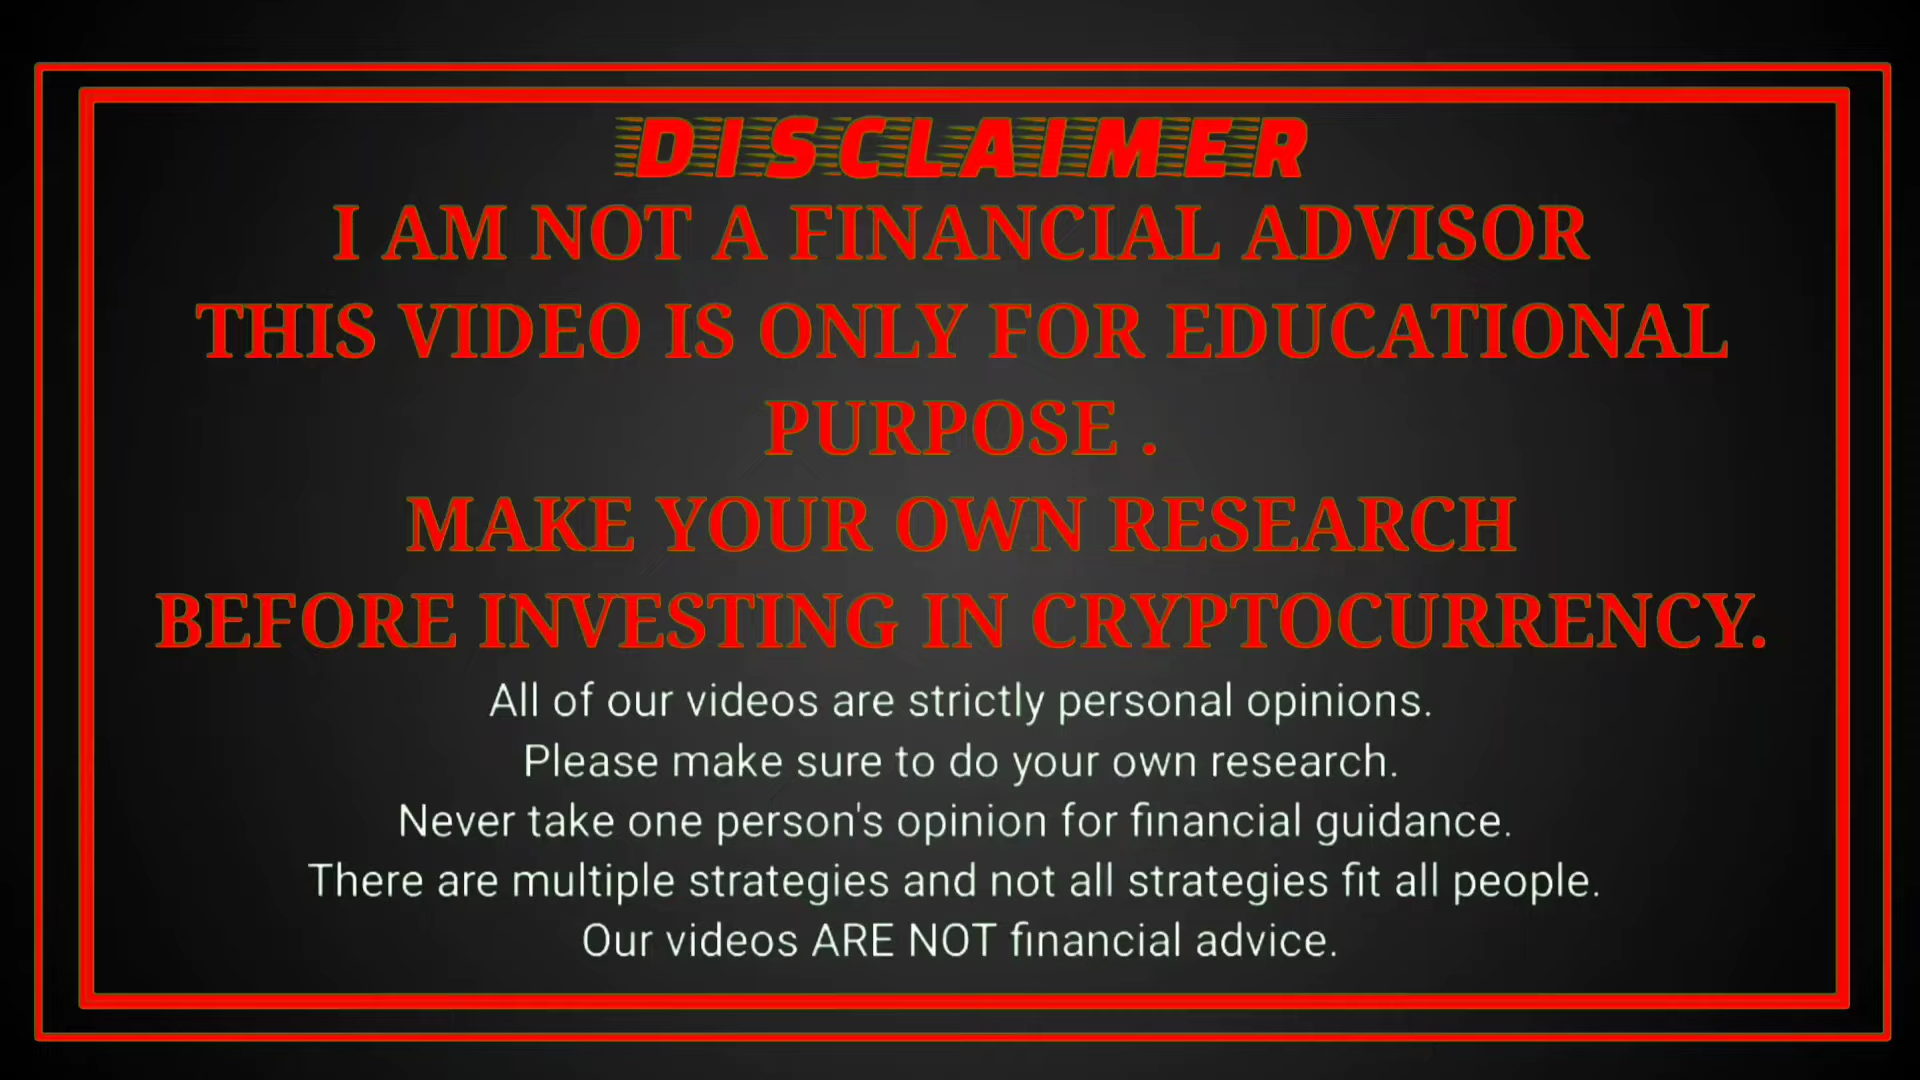 DISCLAIMER
I AM NOT A FINANCIAL ADVISOR
THIS VIDEO IS ONLY FOR EDUCATIONAL
PURPOSE .
MAKE YOUR OWN RESEARCH
BEFORE INVESTING IN CRYPTOCURRENCY.
All of our videos are strictly personal opinions.
Please make sure to do your own research.
Never take one person's opinion for financial guidance.
There are multiple strategies and not all strategies fit all people.
Our videos ARE NOT financial advice.